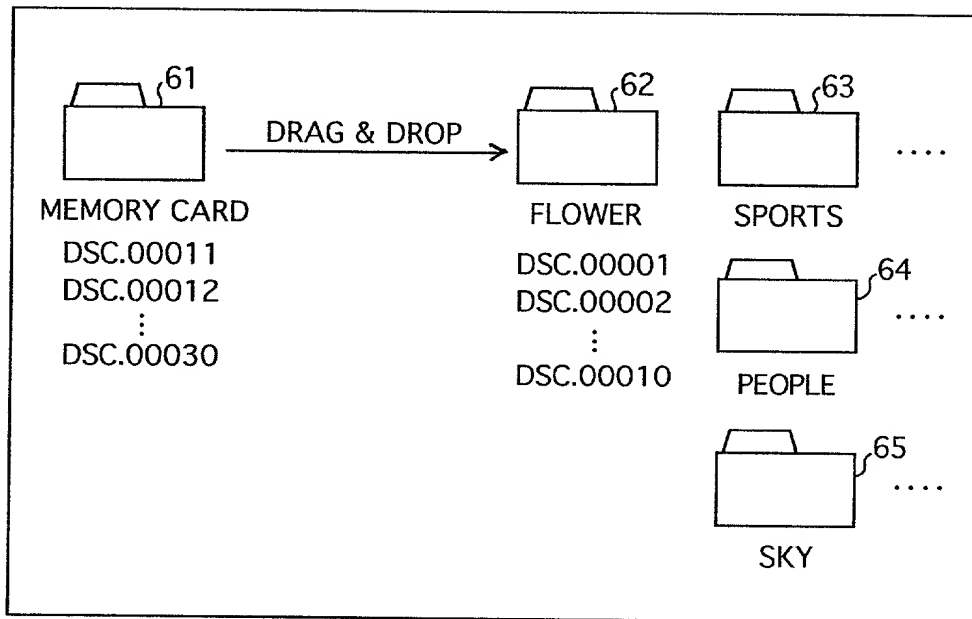 61
MEMORY CARD
DSC.00011
DSC.00012
⋮
DSC.00030
DRAG & DROP
62
FLOWER
DSC.00001
DSC.00002
⋮
DSC.00010
63
....
SPORTS
64
....
PEOPLE
65
....
SKY